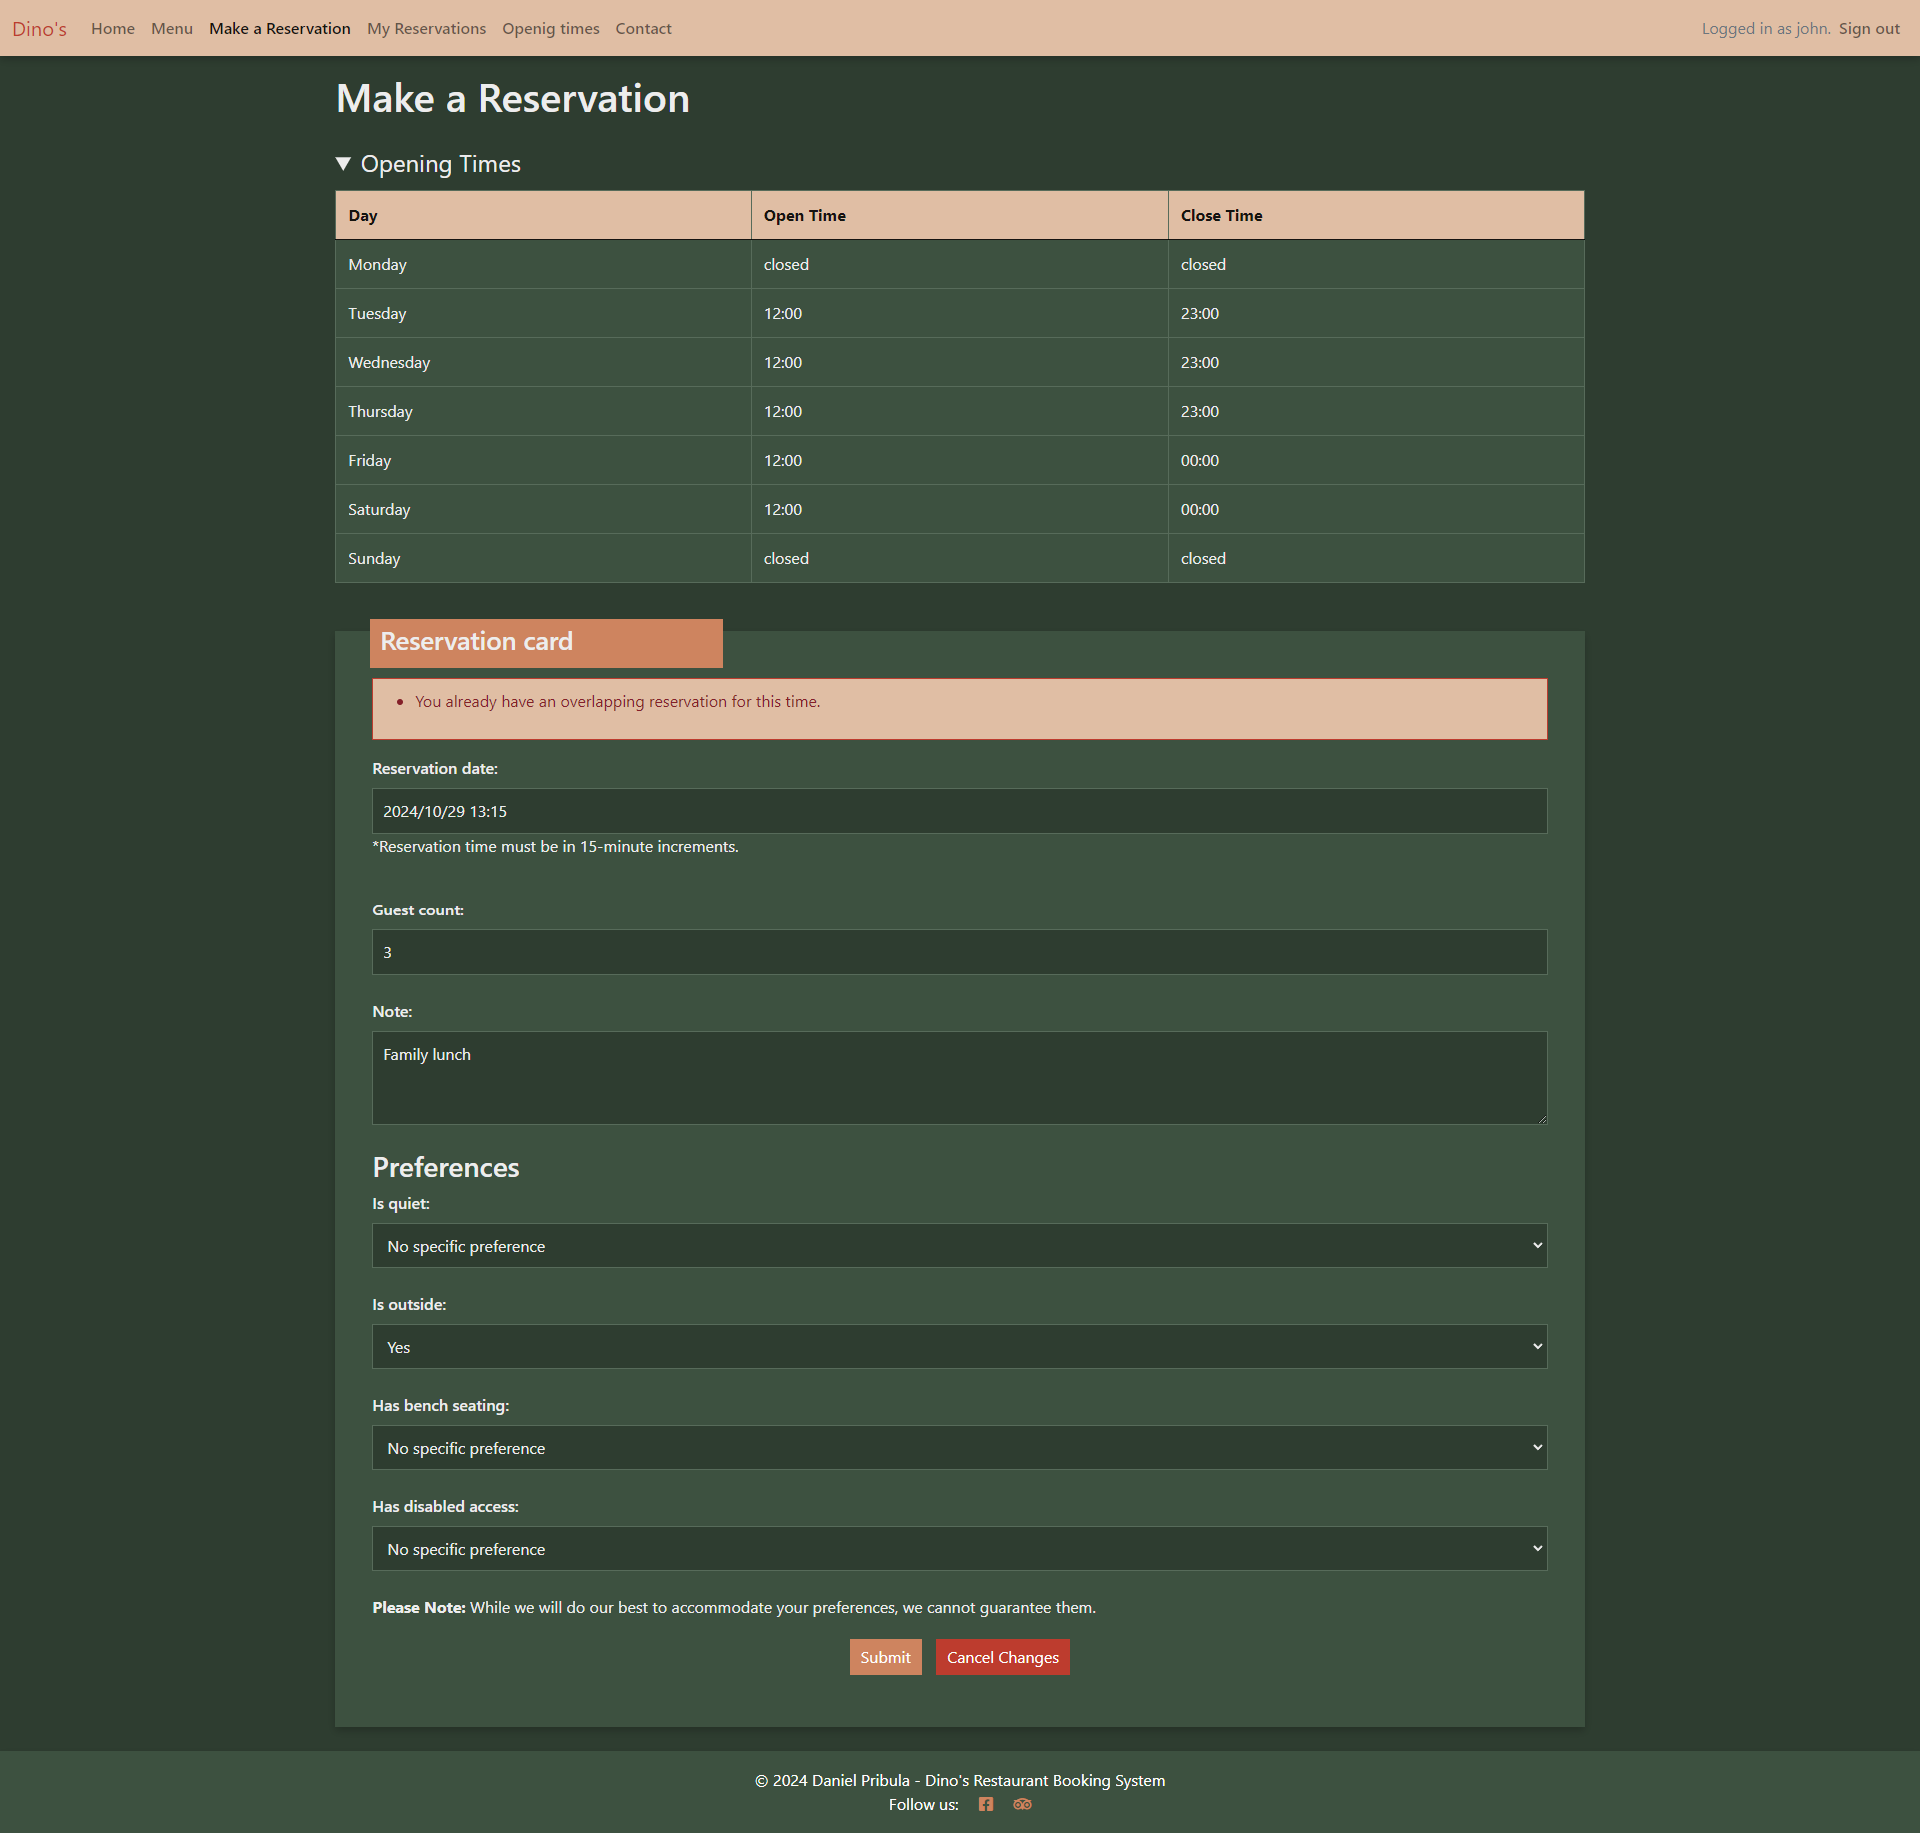 Dino's Home Menu Make a Reservation My Reservations Openig times Contact Logged in as john. Sign out
Make a Reservation
▼ Opening Times
Day Open Time Close Time
Monday closed closed
Tuesday 12:00 23:00
Wednesday 12:00 23:00
Thursday 12:00 23:00
Friday 12:00 00:00
Saturday 12:00 00:00
Sunday closed closed
Reservation card
• You already have an overlapping reservation for this time.
Reservation date:
2024/10/29 13:15
*Reservation time must be in 15-minute increments.
Guest count:
3
Note:
Family lunch
Preferences
Is quiet:
No specific preference
Is outside:
Yes
Has bench seating:
No specific preference
Has disabled access:
No specific preference
Please Note: While we will do our best to accommodate your preferences, we cannot guarantee them.
Submit Cancel Changes
© 2024 Daniel Pribula - Dino's Restaurant Booking System
Follow us: